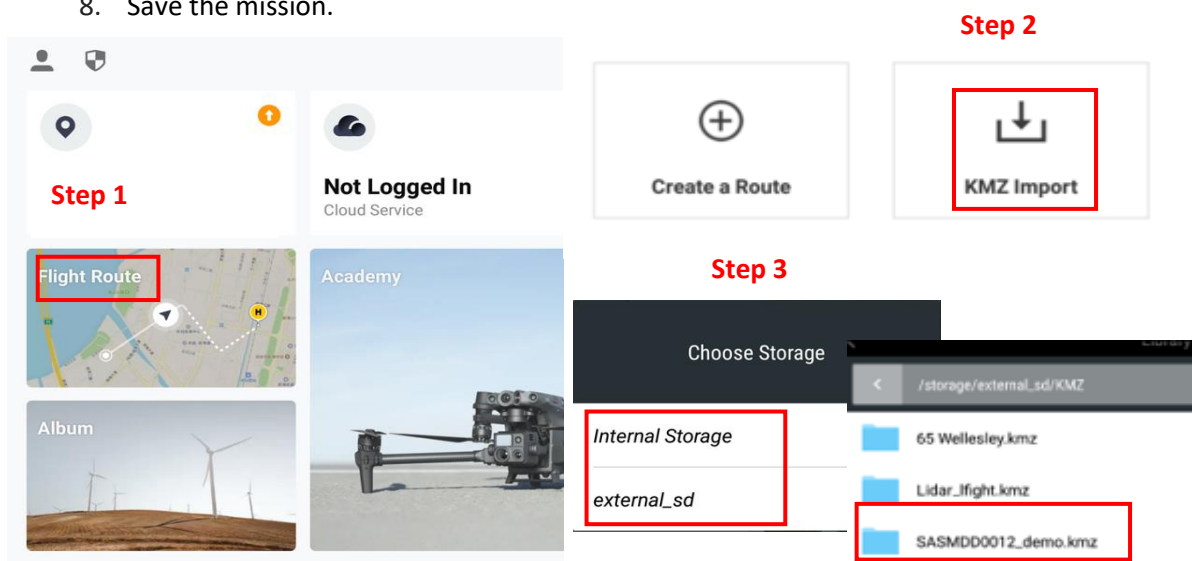 8. Save the mission.
Step 1
Not Logged In
Cloud Service
Flight Route
Academy
Album
Step 2
Create a Route
KMZ Import
Step 3
Choose Storage
Internal Storage
external_sd
Library
/storage/external_sd/KMZ
65 Wellesley.kmz
Lidar_lfight.kmz
SASMDD0012_demo.kmz